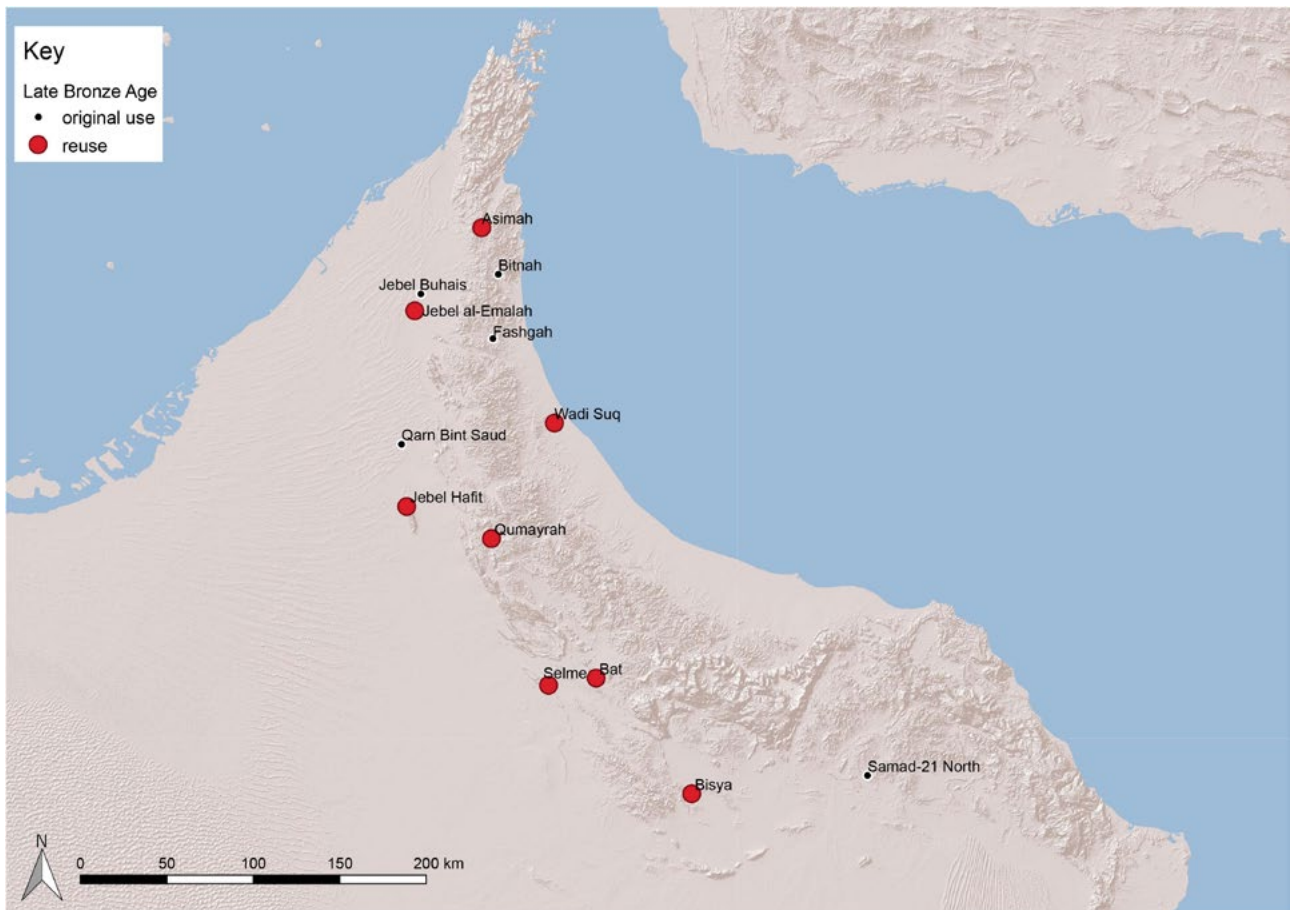 Key
Late Bronze Age
original use
reuse
Asimah
Bitnah
Jebel Buhais
Jebel al-Emalah
Fashgah
Wadi Suq
Qarn Bint Saud
Jebel Hafit
Qumayrah
Selme
Bat
Samad-21 North
Bisya
N
0 50 100 150 200 km